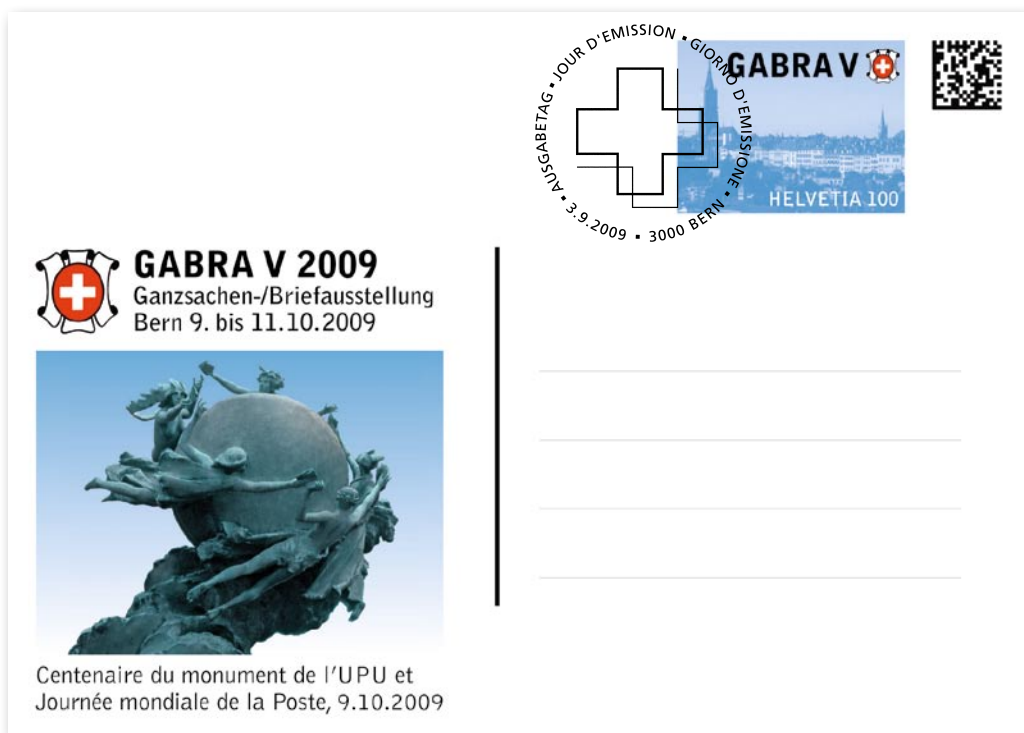 AUSGABETAG ▪ JOUR D'EMISSION ▪ GIORNO D'EMISSIONE ▪ 3000 BERN ▪ 3.9.2009 ▪
GABRA V
HELVETIA 100
GABRA V 2009
Ganzsachen-/Briefausstellung
Bern 9. bis 11.10.2009
Centenaire du monument de l'UPU et
Journée mondiale de la Poste, 9.10.2009